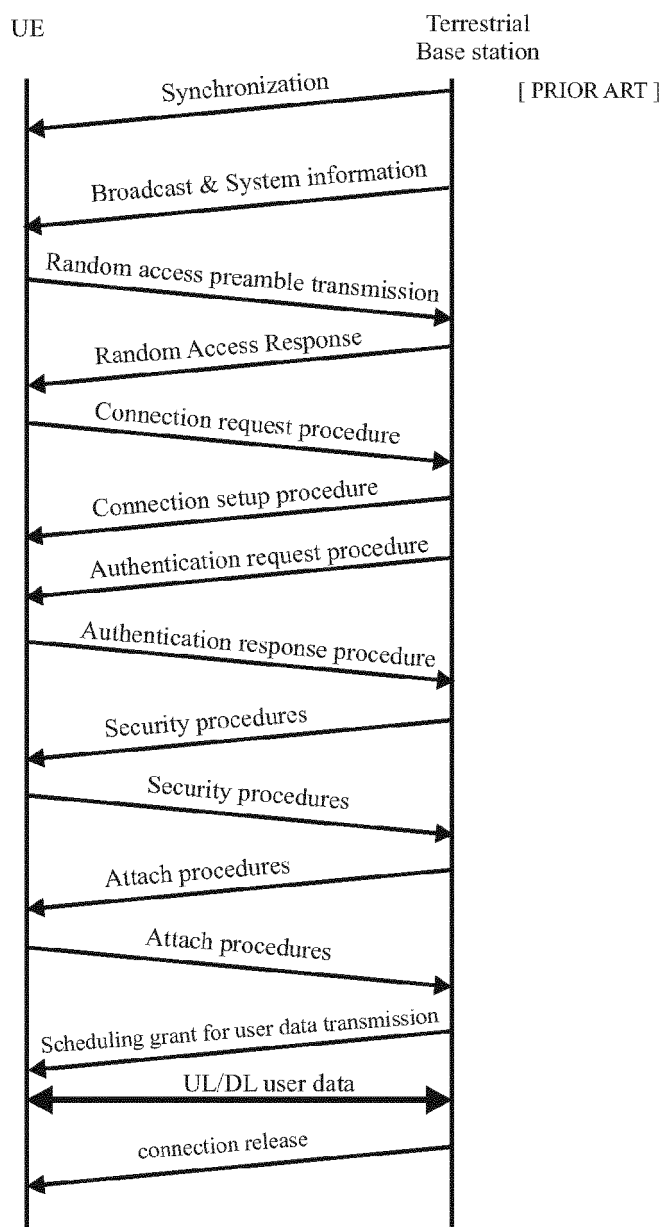 UE
Terrestrial
Base station
[ PRIOR ART ]
Synchronization
Broadcast & System information
Random access preamble transmission
Random Access Response
Connection request procedure
Connection setup procedure
Authentication request procedure
Authentication response procedure
Security procedures
Security procedures
Attach procedures
Attach procedures
Scheduling grant for user data transmission
UL/DL user data
connection release